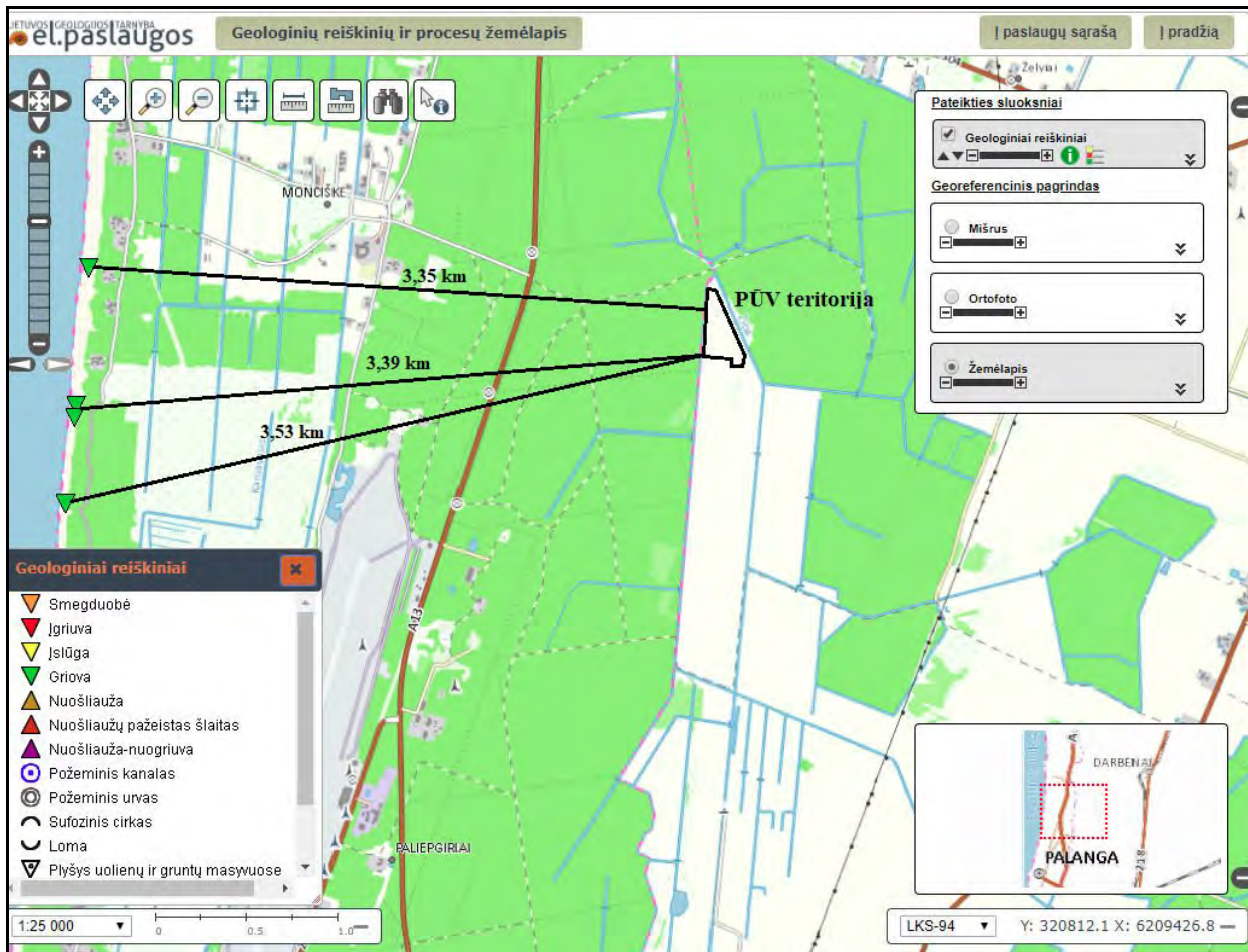 LIETUVOS GEOLOGIJOS TARNYBA
el.paslaugos
Geologinių reiškinių ir procesų žemėlapis
Į paslaugų sąrašą
Į pradžią
Želviai
Pateikties sluoksniai
Geologiniai reiškiniai
Georeferencinis pagrindas
Mišrus
Ortofoto
Žemėlapis
MONCIŠKĖ
3,35 km
PŪV teritorija
3,39 km
3,53 km
A13
PALIEPGIRIAI
Geologiniai reiškiniai
Smegduobė
Įgriuva
Įslūga
Griova
Nuošliauža
Nuošliaužų pažeistas šlaitas
Nuošliauža-nuogriuva
Požeminis kanalas
Požeminis urvas
Sufozinis cirkas
Loma
Plyšys uolienų ir gruntų masyvuose
DARBĖNAI
PALANGA
218
1:25 000
0
0.5
1.0
LKS-94
Y: 320812.1 X: 6209426.8